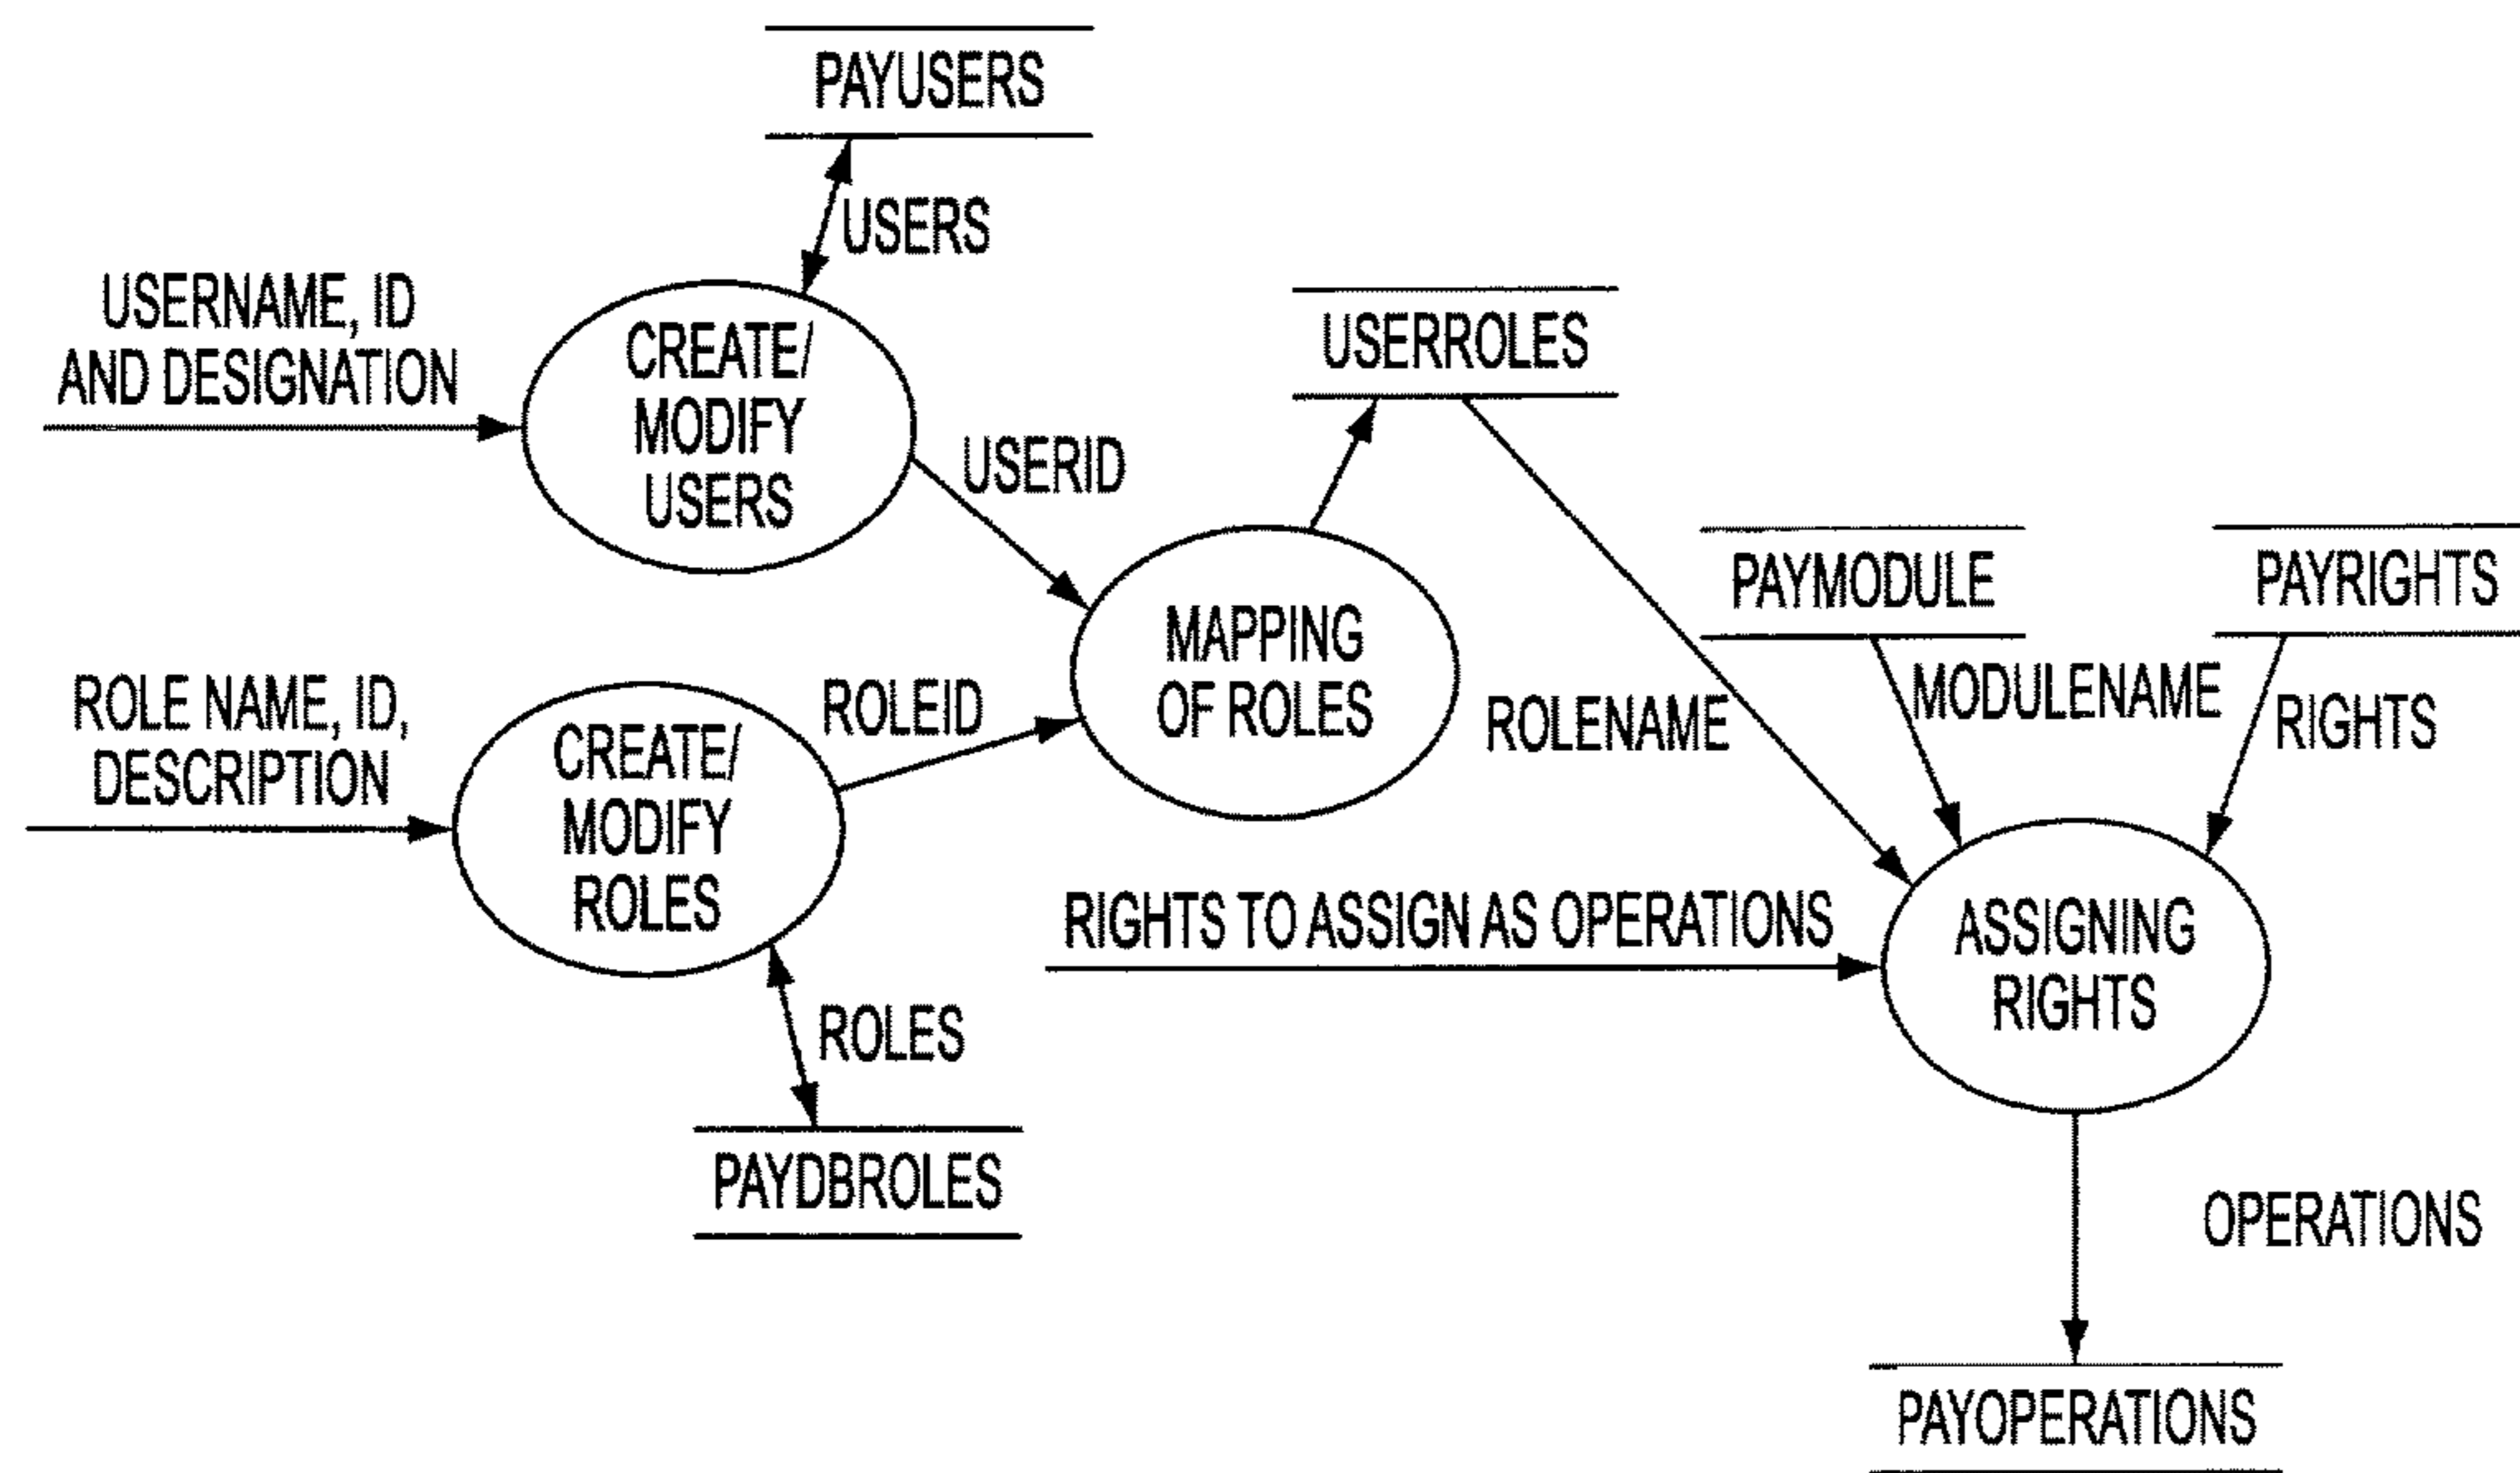 PAYUSERS
USERS
USERNAME, ID
AND DESIGNATION
CREATE/
MODIFY
USERS
USERROLES
USERID
PAYMODULE
PAYRIGHTS
MAPPING
OF ROLES
ROLE NAME, ID,
DESCRIPTION
CREATE/
MODIFY
ROLES
ROLEID
ROLENAME
MODULENAME
RIGHTS
RIGHTS TO ASSIGN AS OPERATIONS
ASSIGNING
RIGHTS
ROLES
PAYDBROLES
OPERATIONS
PAYOPERATIONS